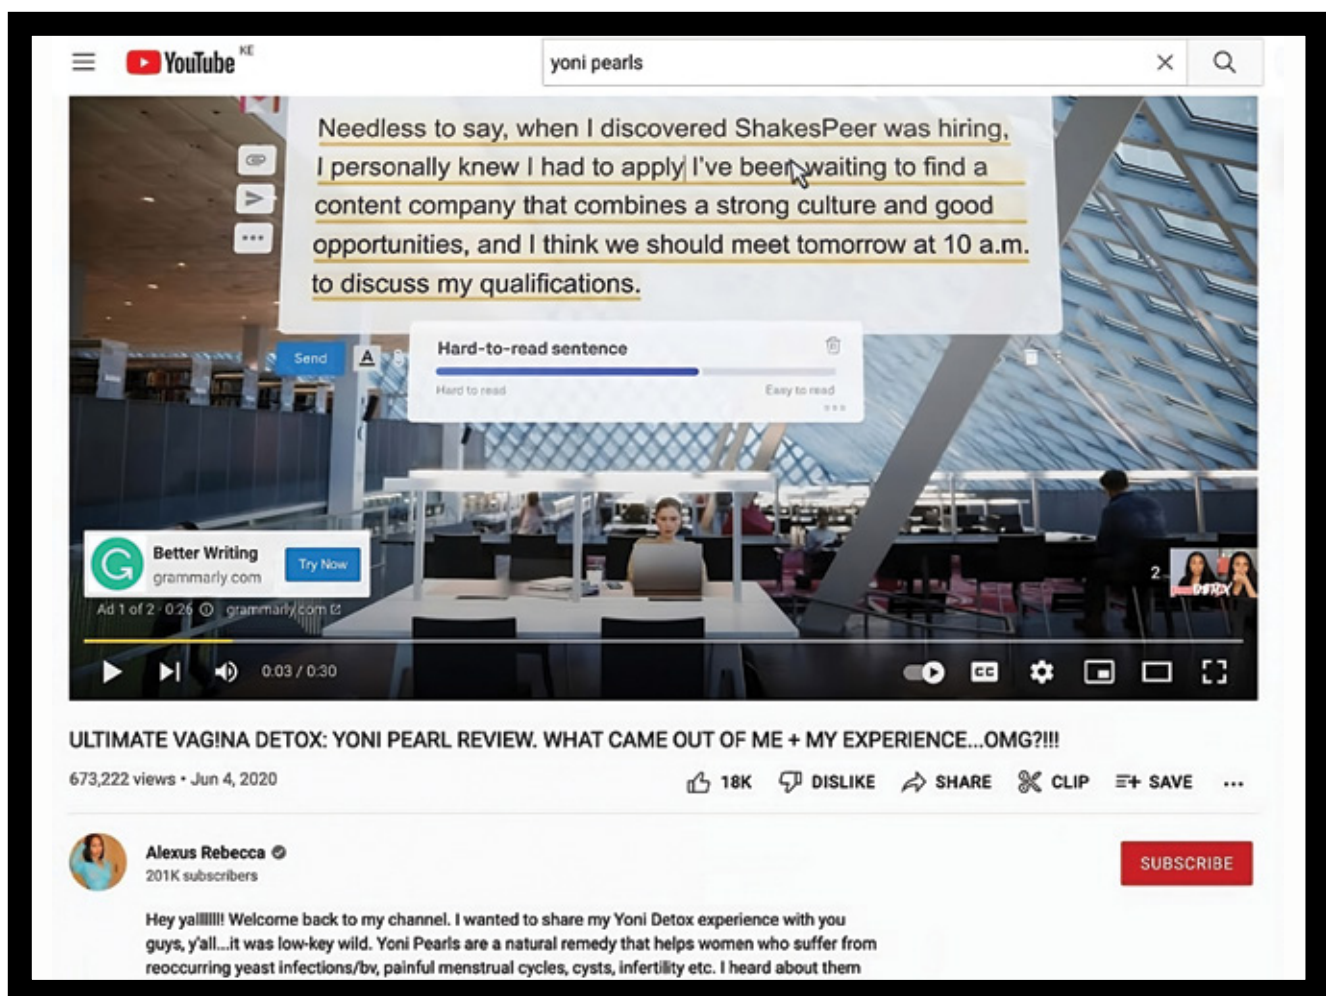 YouTube KE
yoni pearls
Needless to say, when I discovered ShakesPeer was hiring,
I personally knew I had to apply I've been waiting to find a
content company that combines a strong culture and good
opportunities, and I think we should meet tomorrow at 10 a.m.
to discuss my qualifications.
Send A
Hard-to-read sentence
Hard to read Easy to read
Better Writing
grammarly.com
Try Now
2
DETOX
Ad 1 of 2 · 0:26 grammarly.com
0:03 / 0:30
CC
ULTIMATE VAG!NA DETOX: YONI PEARL REVIEW. WHAT CAME OUT OF ME + MY EXPERIENCE...OMG?!!!
673,222 views • Jun 4, 2020
18K DISLIKE SHARE CLIP SAVE ...
Alexus Rebecca
201K subscribers
SUBSCRIBE
Hey yalllllll! Welcome back to my channel. I wanted to share my Yoni Detox experience with you
guys, y'all...it was low-key wild. Yoni Pearls are a natural remedy that helps women who suffer from
reoccurring yeast infections/bv, painful menstrual cycles, cysts, infertility etc. I heard about them